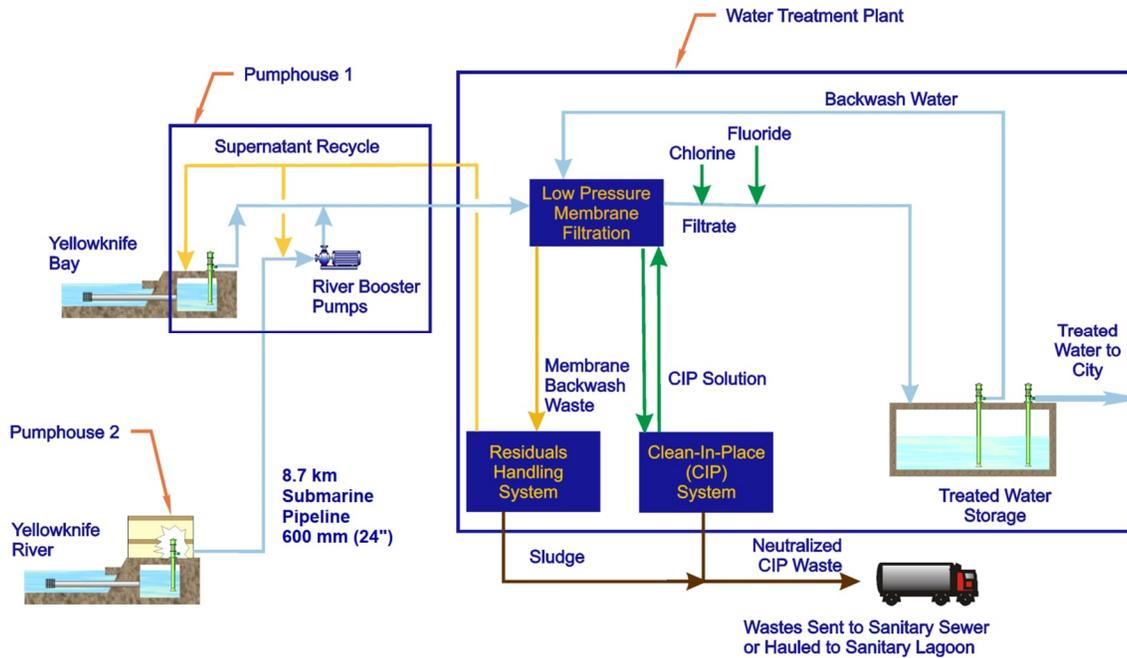 Water Treatment Plant
Pumphouse 1
Backwash Water
Supernatant Recycle
Fluoride
Chlorine
Low Pressure
Membrane
Filtration
Filtrate
Yellowknife
Bay
River Booster
Pumps
Treated
Water to
City
Membrane
Backwash
Waste
CIP Solution
Pumphouse 2
Residuals
Handling
System
Clean-In-Place
(CIP)
System
8.7 km
Submarine
Pipeline
600 mm (24")
Treated Water
Storage
Yellowknife
River
Sludge
Neutralized
CIP Waste
Wastes Sent to Sanitary Sewer
or Hauled to Sanitary Lagoon